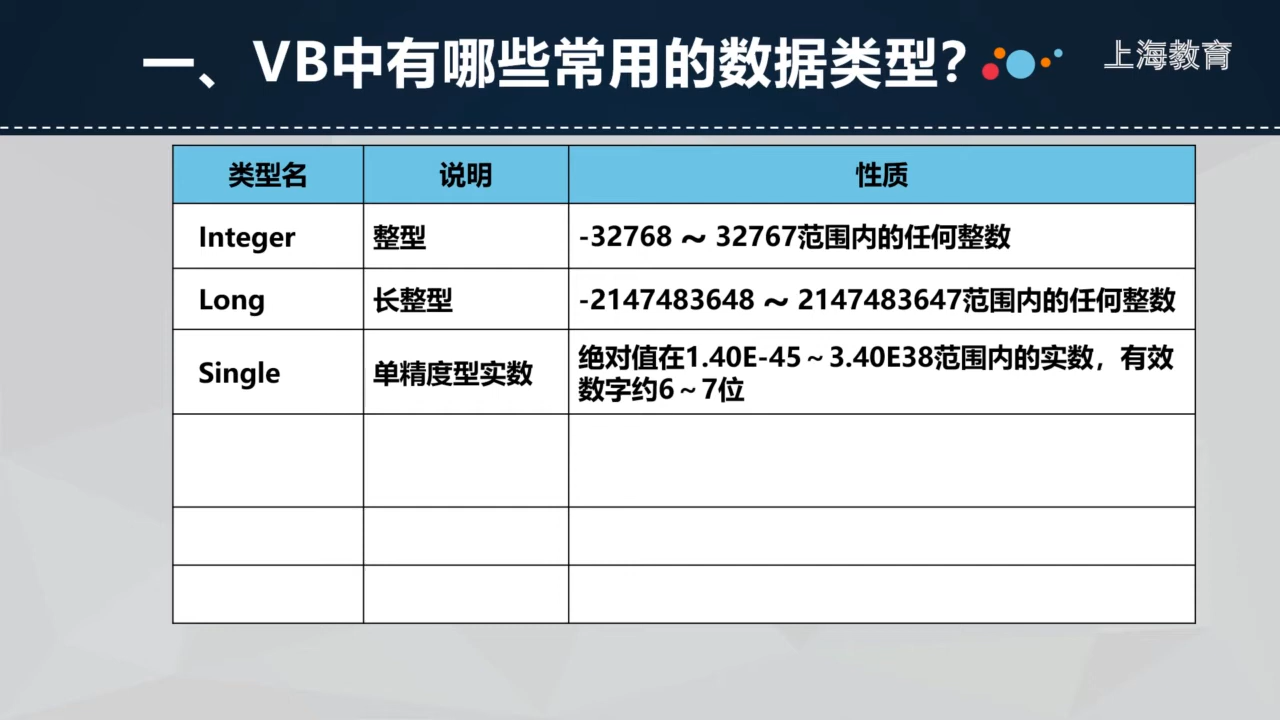 一、VB中有哪些常用的数据类型？
上海教育
类型名 说明 性质
Integer 整型 -32768 ~ 32767范围内的任何整数
Long 长整型 -2147483648 ~ 2147483647范围内的任何整数
Single 单精度型实数 绝对值在1.40E-45～3.40E38范围内的实数，有效
数字约6～7位